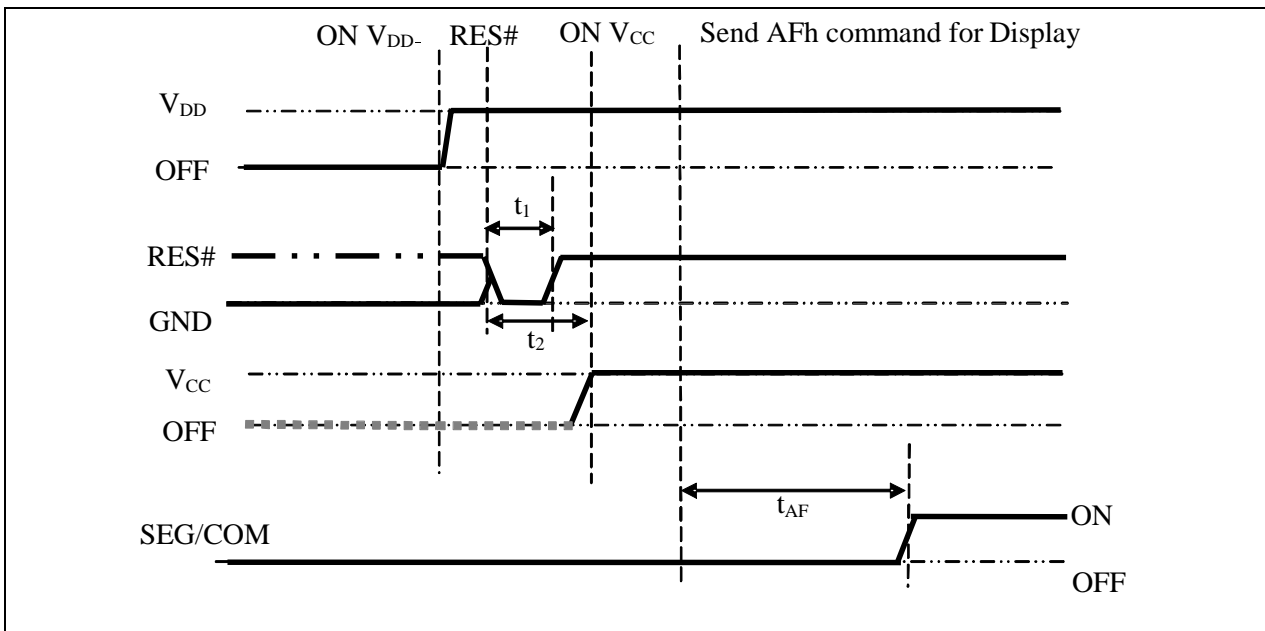 ON VDD- RES# ON VCC Send AFh command for Display
VDD
OFF
t1
RES#
GND
t2
VCC
OFF
tAF
ON
SEG/COM
OFF